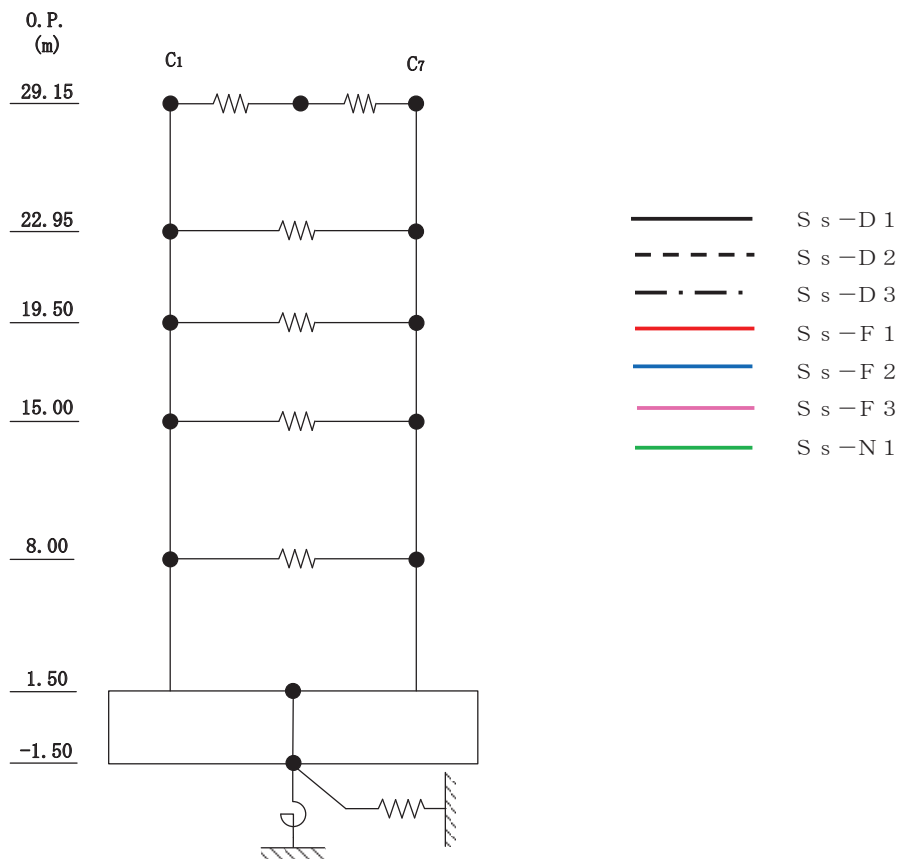 O.P.
(m)
C1
C7
29.15
22.95
19.50
15.00
8.00
1.50
-1.50
Ss-D1
Ss-D2
Ss-D3
Ss-F1
Ss-F2
Ss-F3
Ss-N1